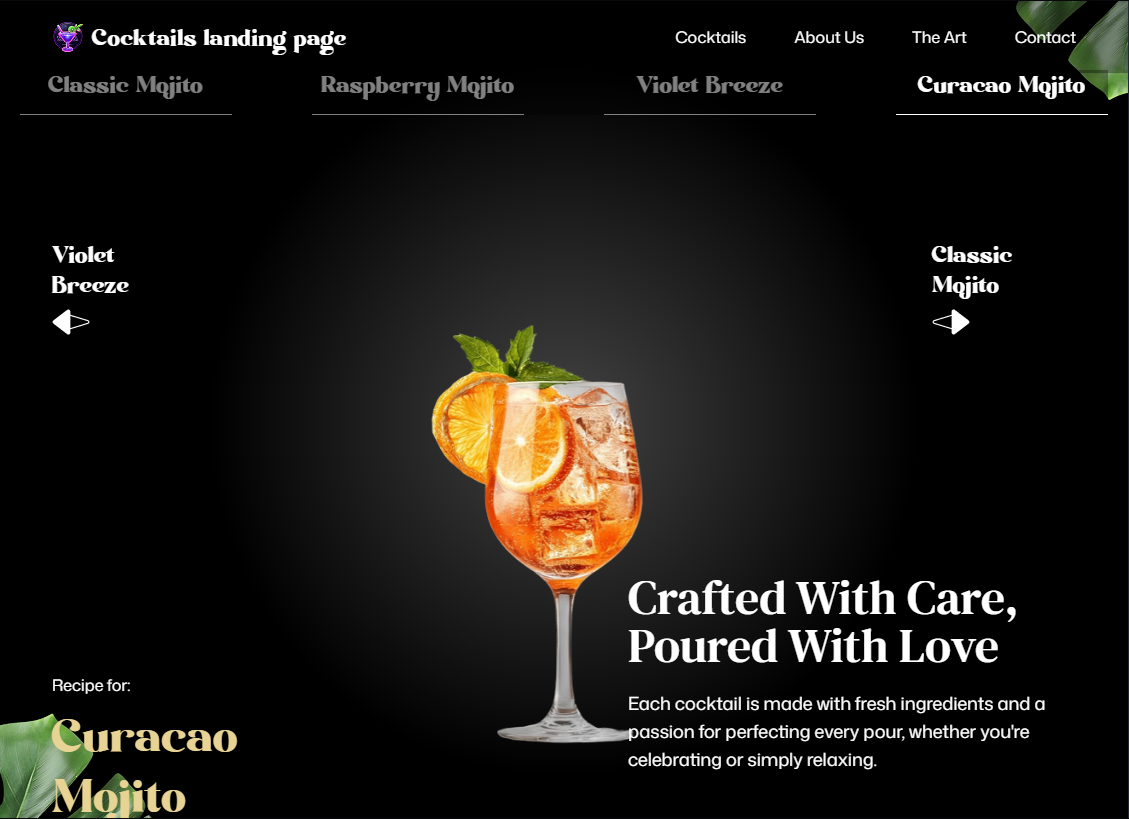 Cocktails landing page
Cocktails
About Us
The Art
Contact
Classic Mojito
Raspberry Mojito
Violet Breeze
Curacao Mojito
Violet
Breeze
Classic
Mojito
Crafted With Care,
Poured With Love
Each cocktail is made with fresh ingredients and a
passion for perfecting every pour, whether you're
celebrating or simply relaxing.
Recipe for:
Curacao
Mojito